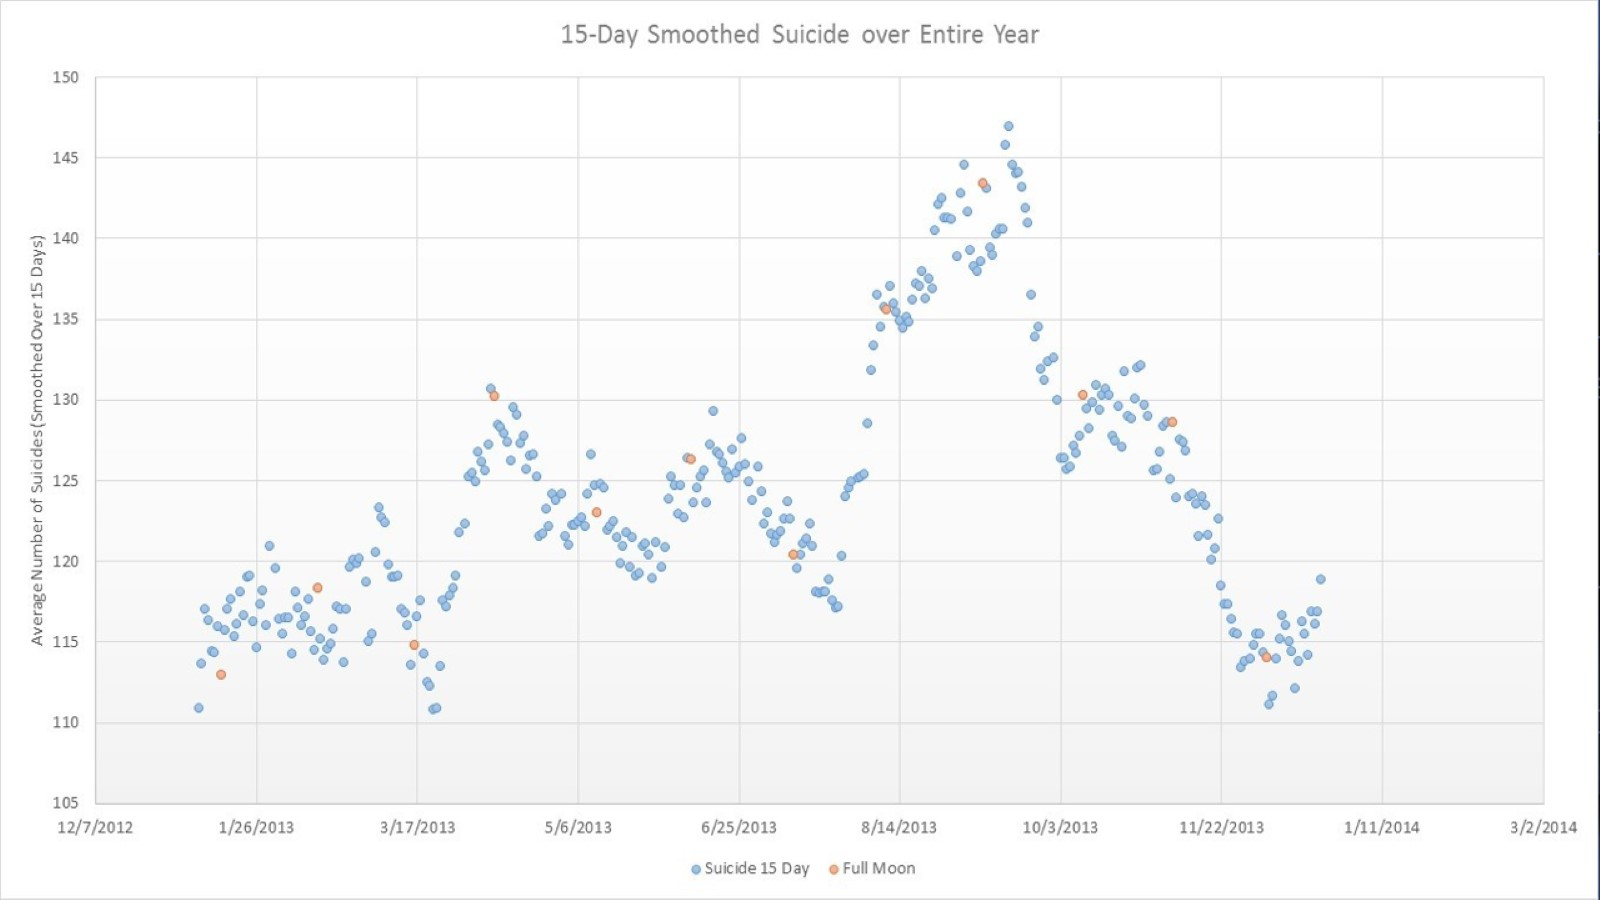 15-Day Smoothed Suicide over Entire Year
150
145
140
135
130
125
120
115
110
105
Average Number of Suicides(Smoothed Over 15 Days)
12/7/2012 1/26/2013 3/17/2013 5/6/2013 6/25/2013 8/14/2013 10/3/2013 11/22/2013 1/11/2014 3/2/2014
Suicide 15 Day Full Moon